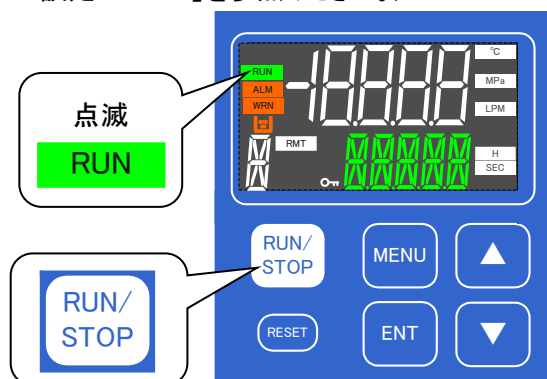 点滅
RUN
RUN
ALM
WRN
RMT
℃
MPa
LPM
H
SEC
RUN/
STOP
MENU
RESET
ENT
RUN/
STOP